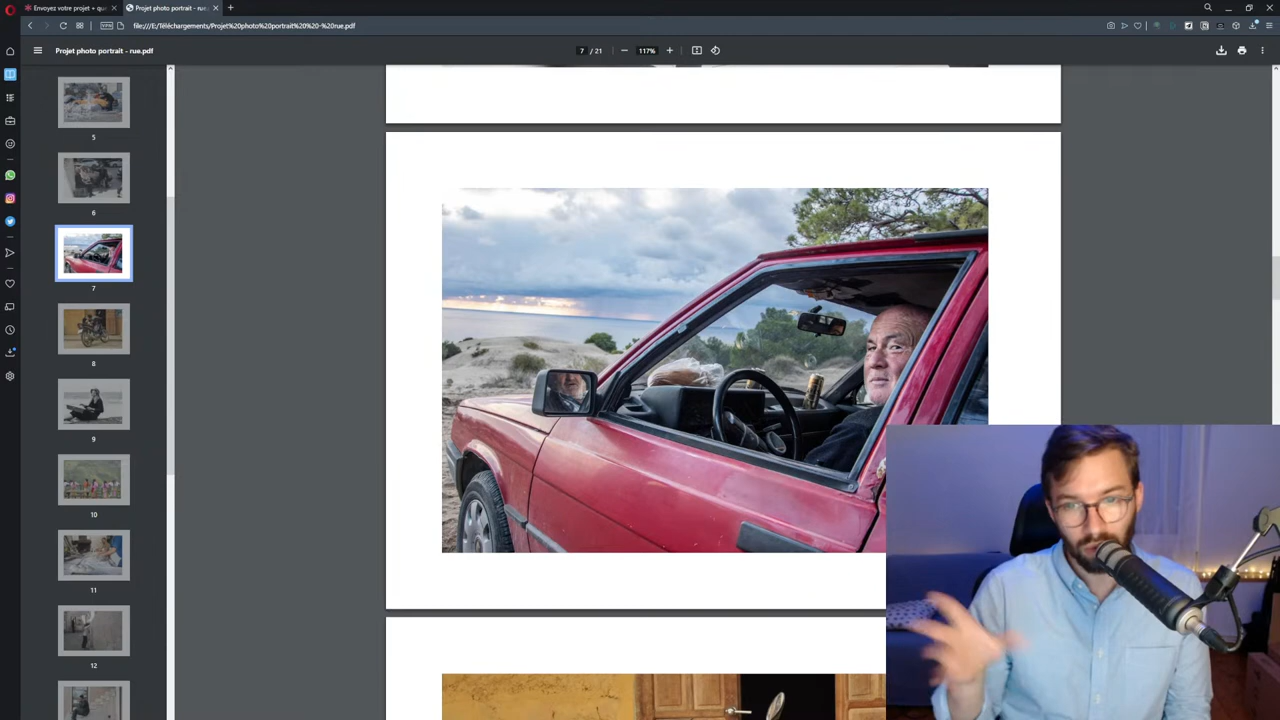 Envoyez votre projet + qu
Projet photo portrait - rue.
VPN
file:///E:/Téléchargements/Projet%20photo%20portrait%20-%20rue.pdf
Projet photo portrait - rue.pdf
7 / 21
117%
5
6
7
8
9
10
11
12